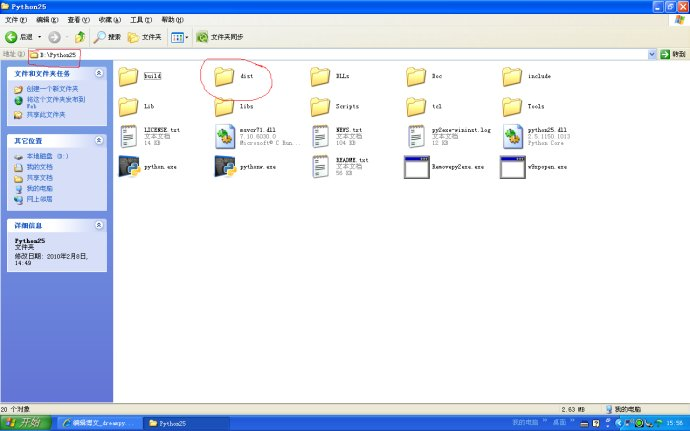 Python25
文件(F) 编辑(E) 查看(V) 收藏(A) 工具(T) 帮助(H)
后退 搜索 文件夹 文件夹同步
地址(D) D:\Python25 转到
文件和文件夹任务
创建一个新文件夹
将这个文件夹发布到
Web
共享此文件夹
其它位置
本地磁盘 (D:)
我的文档
共享文档
我的电脑
网上邻居
详细信息
Python25
文件夹
修改日期: 2010年2月8日,
14:49
build dist DLLs Doc include
Lib libs Scripts tcl Tools
LICENSE.txt
文本文档
14 KB
msvcr71.dll
7.10.6030.0
Microsoft® C Run...
NEWS.txt
文本文档
104 KB
py2exe-wininst.log
文本文档
12 KB
python25.dll
2.5.1150.1013
Python Core
python.exe
pythonw.exe
README.txt
文本文档
56 KB
Removepy2exe.exe
w9xpopen.exe
20 个对象 2.63 MB 我的电脑
开始 编辑博文_dreampy... Python25 我的电脑 » 桌面 » 15:56